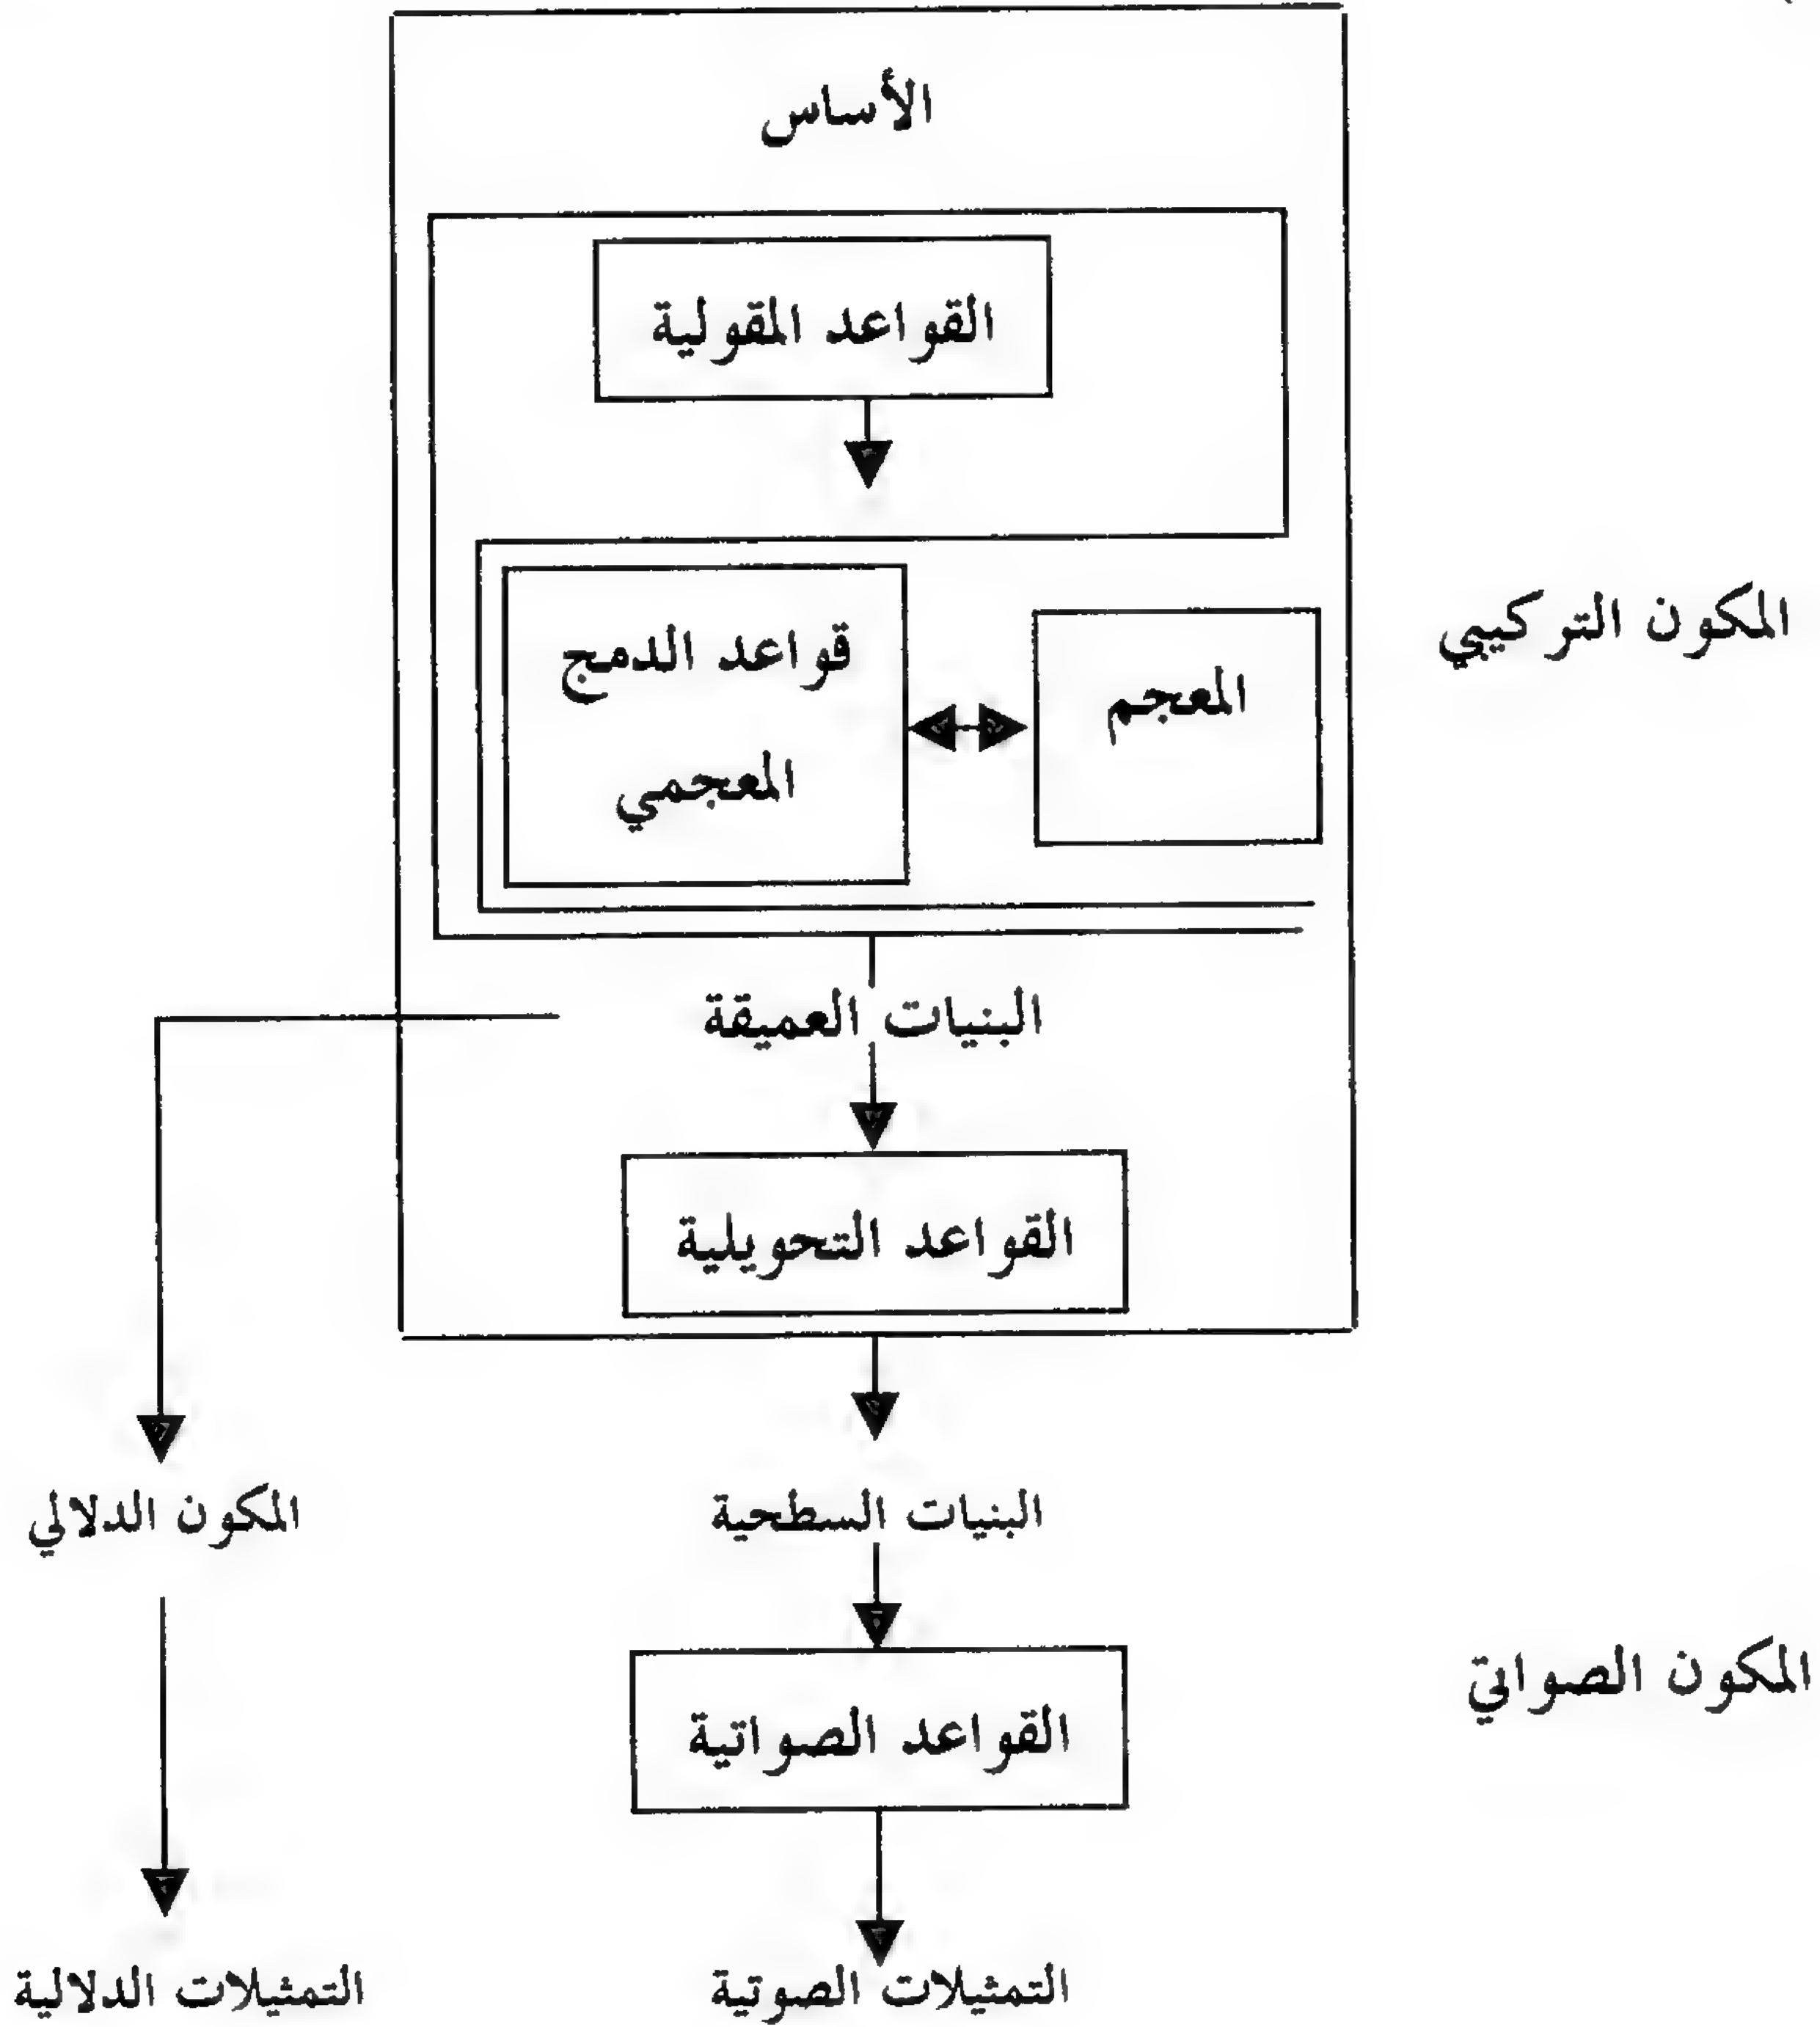 الأساس
القواعد المقولية
المكون التركيبي
قواعد الدمج
المعجم
المعجمي
البنيات العميقة
القواعد التحويلية
البنيات السطحية
المكون الدلالي
المكون الصواتي
القواعد الصواتية
التمثيلات الصوتية
التمثيلات الدلالية